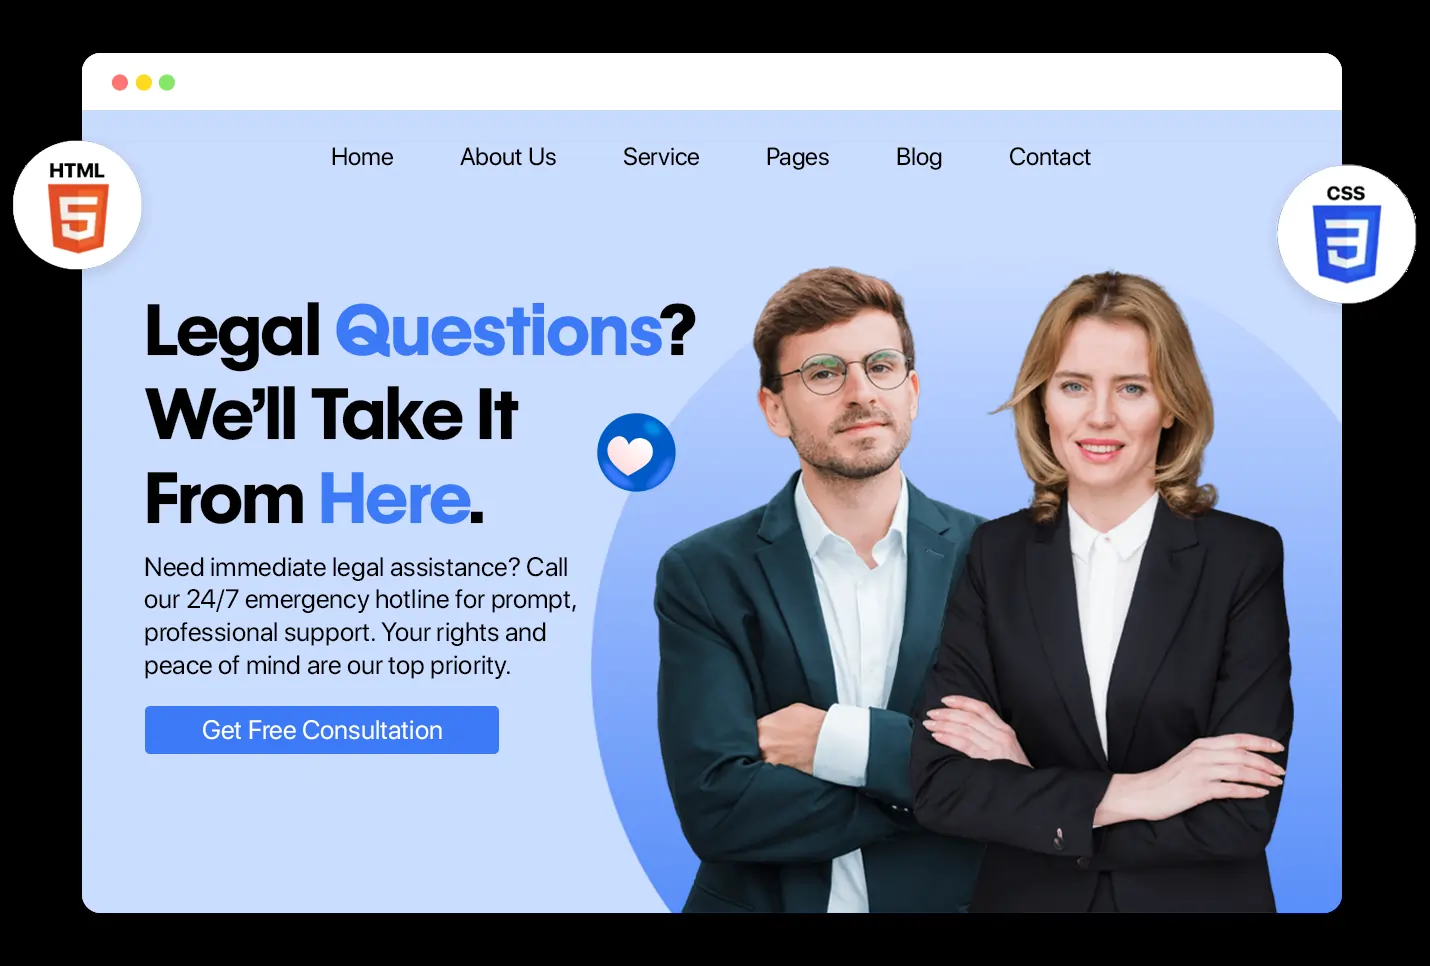 HTML
5
CSS
3
Home About Us Service Pages Blog Contact
Legal Questions?
We’ll Take It
From Here.
Need immediate legal assistance? Call
our 24/7 emergency hotline for prompt,
professional support. Your rights and
peace of mind are our top priority.
Get Free Consultation